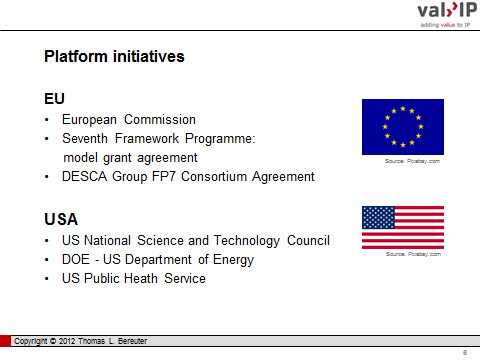 val IP
adding value to IP
Platform initiatives
EU
• European Commission
• Seventh Framework Programme:
model grant agreement
• DESCA Group FP7 Consortium Agreement
Source: Pixabay.com
USA
• US National Science and Technology Council
• DOE - US Department of Energy
• US Public Heath Service
Source: Pixabay.com
Copyright © 2012 Thomas L. Bereuter
6